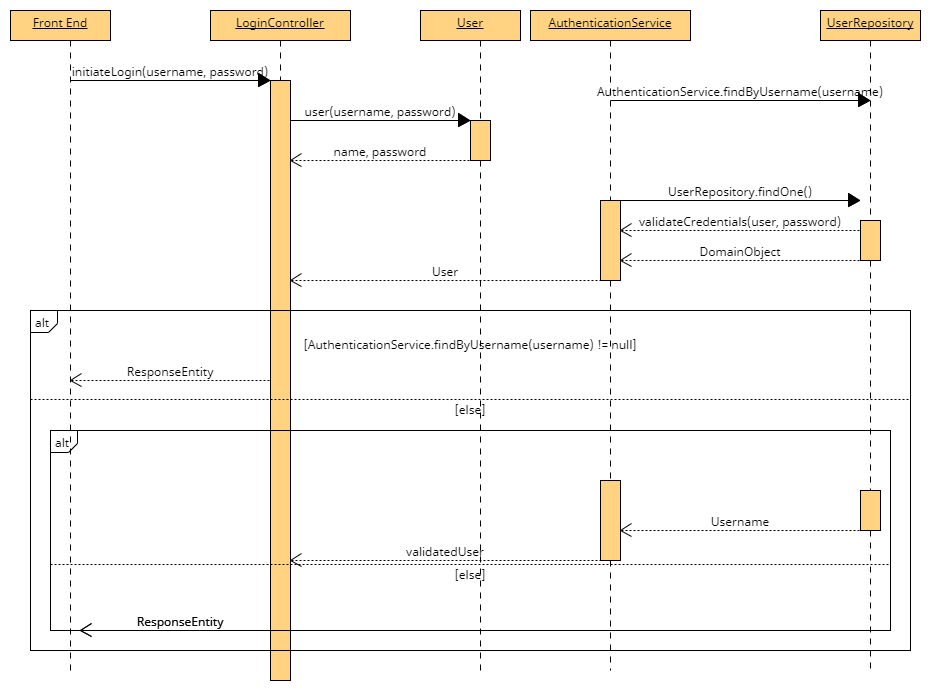 Front End
LoginController
User
AuthenticationService
UserRepository
initiateLogin(username, password)
AuthenticationService.findByUsername(username)
user(username, password)
name, password
UserRepository.findOne()
validateCredentials(user, password)
DomainObject
User
alt
[AuthenticationService.findByUsername(username) != null]
ResponseEntity
[else]
alt
Username
validatedUser
[else]
ResponseEntity